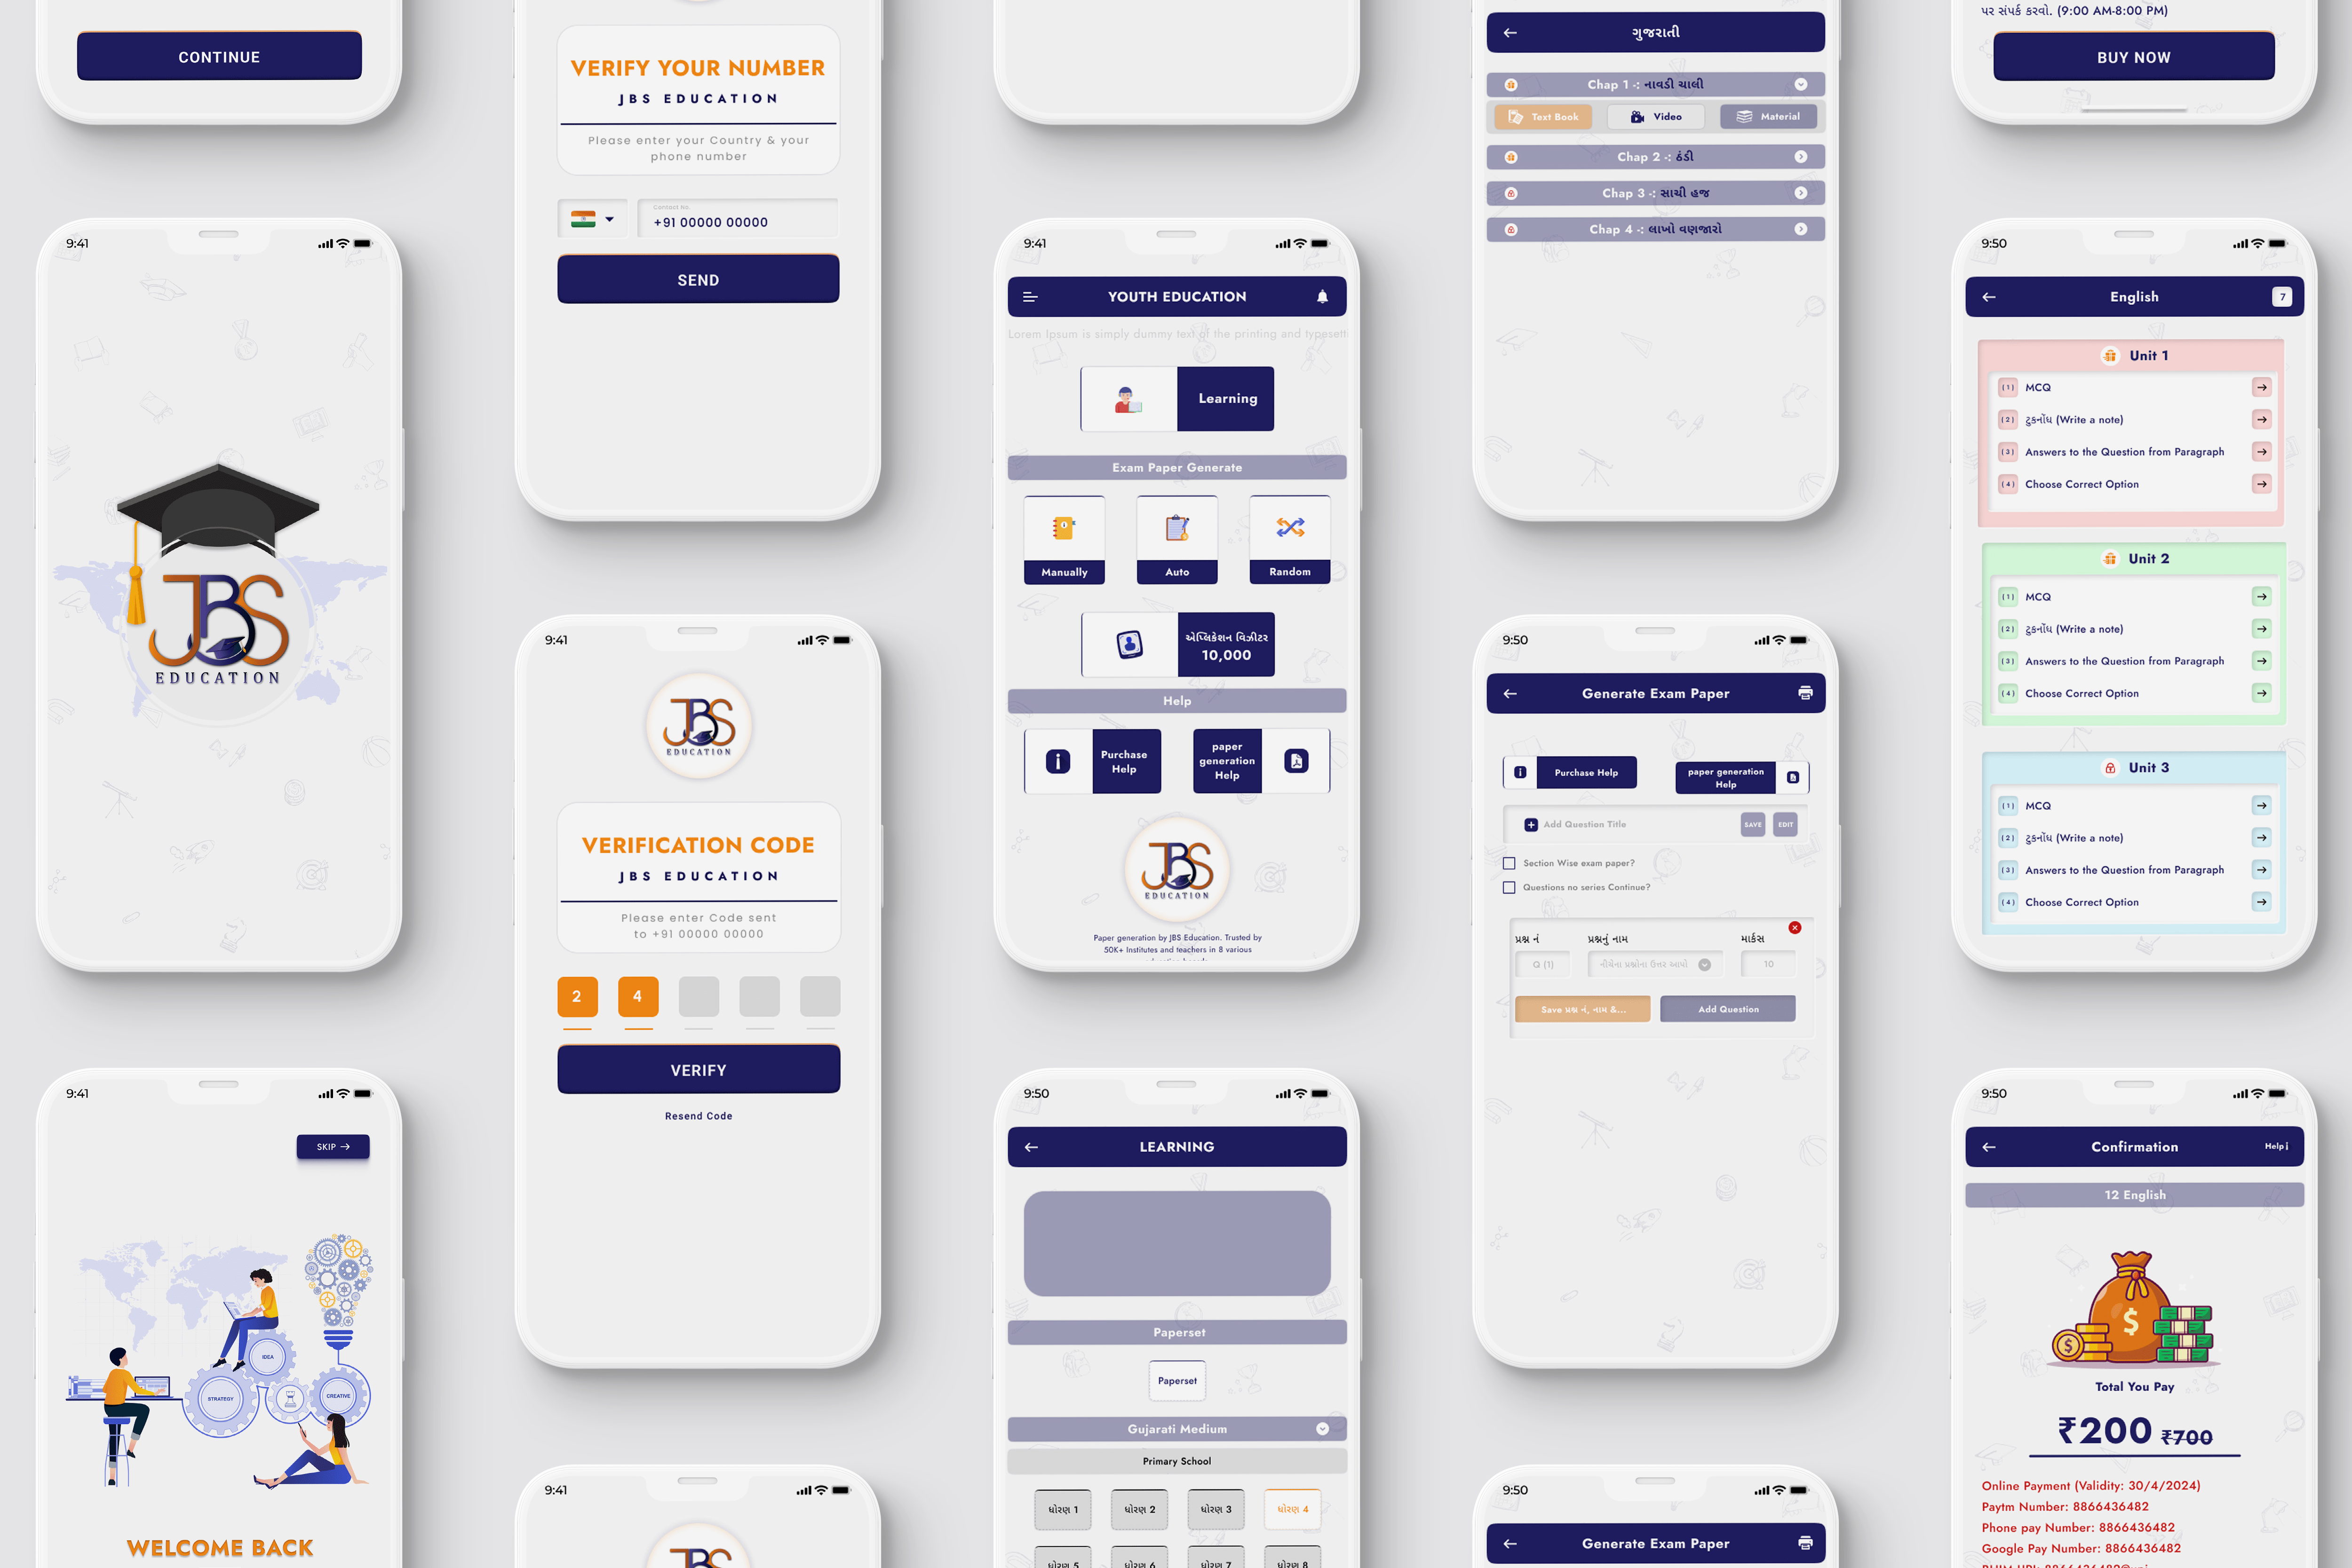 CONTINUE
9:41
JBS
EDUCATION
9:41
SKIP →
IDEA
STRATEGY
CREATIVE
WELCOME BACK
VERIFY YOUR NUMBER
JBS EDUCATION
Please enter your Country & your
phone number
Contact No.
+91 00000 00000
SEND
9:41
JBS
EDUCATION
VERIFICATION CODE
JBS EDUCATION
Please enter Code sent
to +91 00000 00000
2 4
VERIFY
Resend Code
9:41
9:41
YOUTH EDUCATION
Lorem Ipsum is simply dummy text of the printing and typesetti
Learning
Exam Paper Generate
Manually Auto Random
એપ્લિકેશન વિઝીટર
10,000
Help
Purchase
Help
paper
generation
Help
JBS
EDUCATION
Paper generation by JBS Education. Trusted by
50K+ Institutes and teachers in 8 various
9:50
LEARNING
Paperset
Paperset
Gujarati Medium
Primary School
ધોરણ 1 ધોરણ 2 ધોરણ 3 ધોરણ 4
ધોરણ 5 ધોરણ 6 ધોરણ 7 ધોરણ 8
ગુજરાતી
Chap 1 -: નાવડી ચાલી
Text Book Video Material
Chap 2 -: ઠંડી
Chap 3 -: સાચી હજ
Chap 4 -: લાખો વણજારો
9:50
Generate Exam Paper
Purchase Help
paper generation
Help
Add Question Title SAVE EDIT
Section Wise exam paper?
Questions no series Continue?
પ્રશ્ન નં પ્રશ્નનું નામ માર્કસ
Q (1) નીચેના પ્રશ્નોના ઉત્તર આપો 10
Save પ્રશ્ન નં, નામ &... Add Question
9:50
Generate Exam Paper
પર સંપર્ક કરવો. (9:00 AM-8:00 PM)
BUY NOW
9:50
English 7
Unit 1
(1) MCQ
(2) ટુકનોંધ (Write a note)
(3) Answers to the Question from Paragraph
(4) Choose Correct Option
Unit 2
(1) MCQ
(2) ટુકનોંધ (Write a note)
(3) Answers to the Question from Paragraph
(4) Choose Correct Option
Unit 3
(1) MCQ
(2) ટુકનોંધ (Write a note)
(3) Answers to the Question from Paragraph
(4) Choose Correct Option
9:50
Confirmation Help i
12 English
Total You Pay
₹200 ₹700
Online Payment (Validity: 30/4/2024)
Paytm Number: 8866436482
Phone pay Number: 8866436482
Google Pay Number: 8866436482